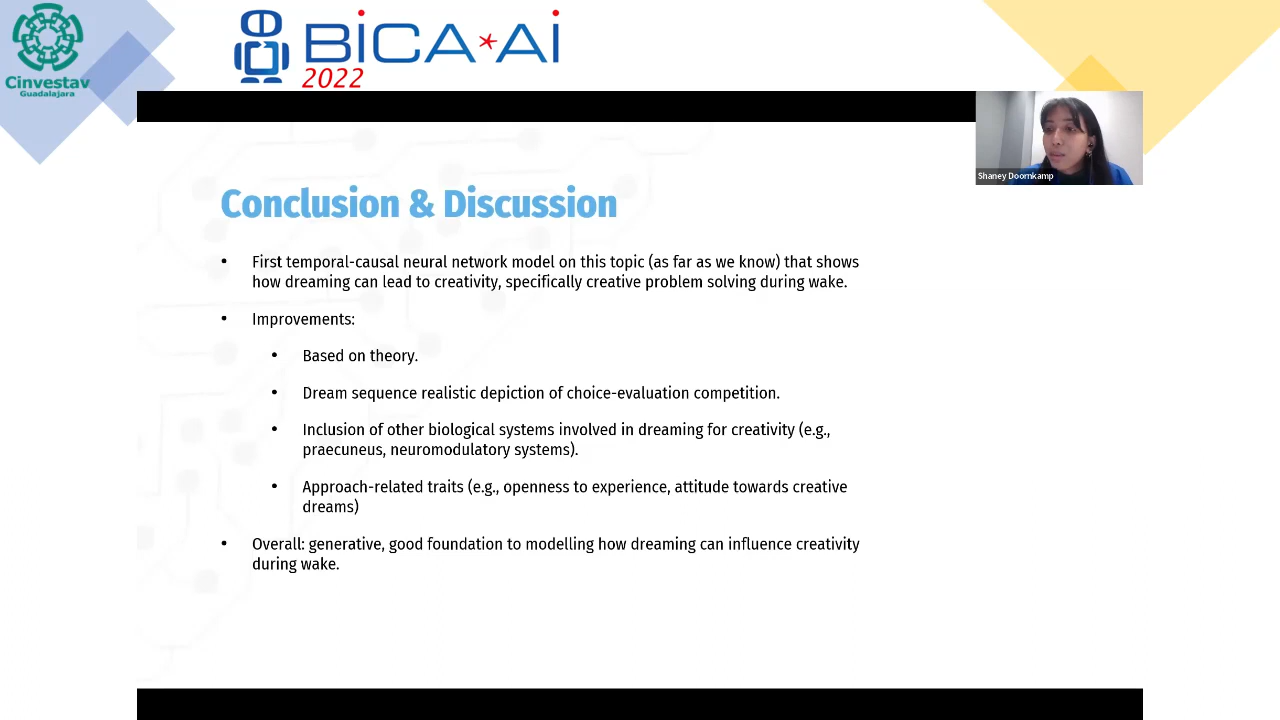 Cinvestav
Guadalajara
BiCA*Ai
2022
Shaney Doornkamp
Conclusion & Discussion
• First temporal-causal neural network model on this topic (as far as we know) that shows
how dreaming can lead to creativity, specifically creative problem solving during wake.
• Improvements:
• Based on theory.
• Dream sequence realistic depiction of choice-evaluation competition.
• Inclusion of other biological systems involved in dreaming for creativity (e.g.,
praecuneus, neuromodulatory systems).
• Approach-related traits (e.g., openness to experience, attitude towards creative
dreams)
• Overall: generative, good foundation to modelling how dreaming can influence creativity
during wake.